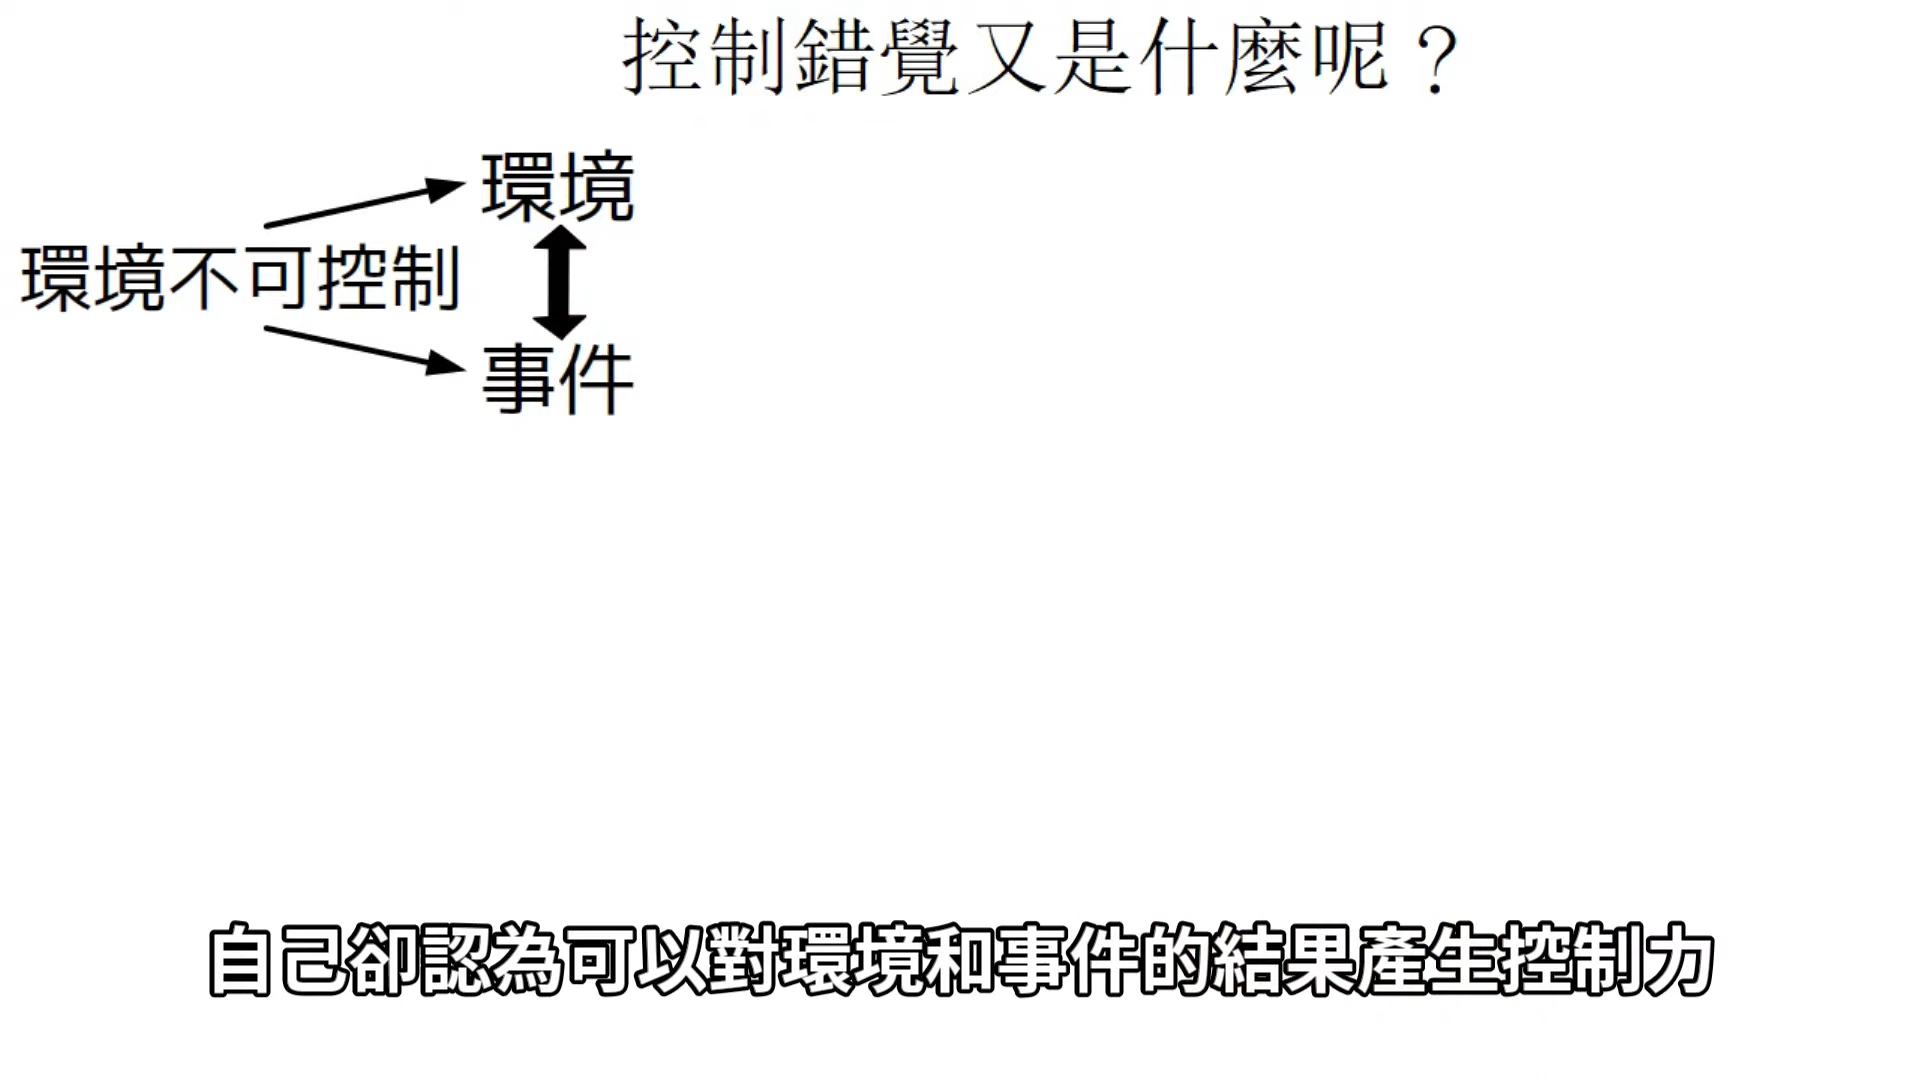 控制錯覺又是什麼呢？
環境
環境不可控制
事件
自己卻認為可以對環境和事件的結果產生控制力